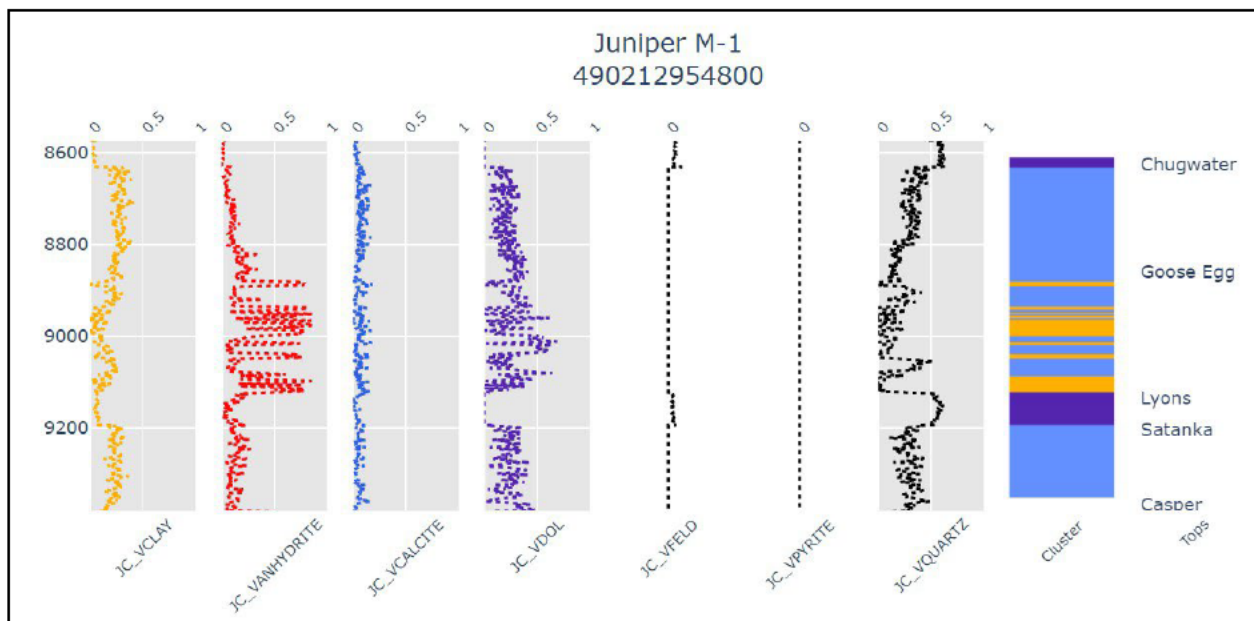 Juniper M-1
490212954800
0 0.5 1 0 0.5 1 0 0.5 1 0 0.5 1 0 0 0 0.5 1
8600
8800
9000
9200
Chugwater
Goose Egg
Lyons
Satanka
Casper
JC_VCLAY JC_VANHYDRITE JC_VCALCITE JC_VDOL JC_VFELD JC_VPYRITE JC_VQUARTZ Cluster Tops